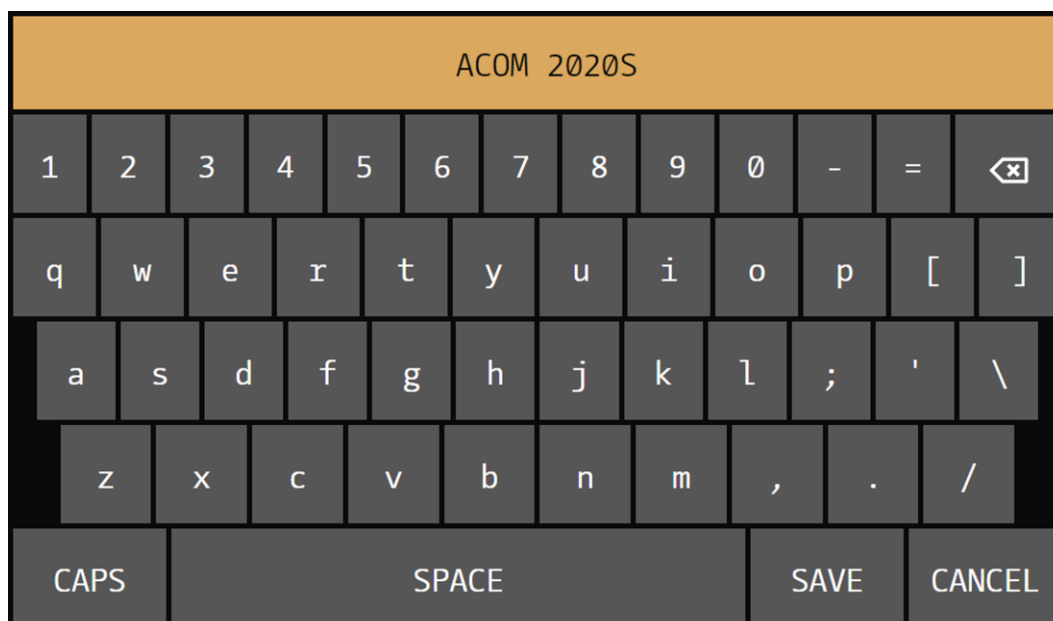 ACOM 2020S
1 2 3 4 5 6 7 8 9 0 - =
q w e r t y u i o p [ ]
a s d f g h j k l ; ' \
z x c v b n m , . /
CAPS SPACE SAVE CANCEL